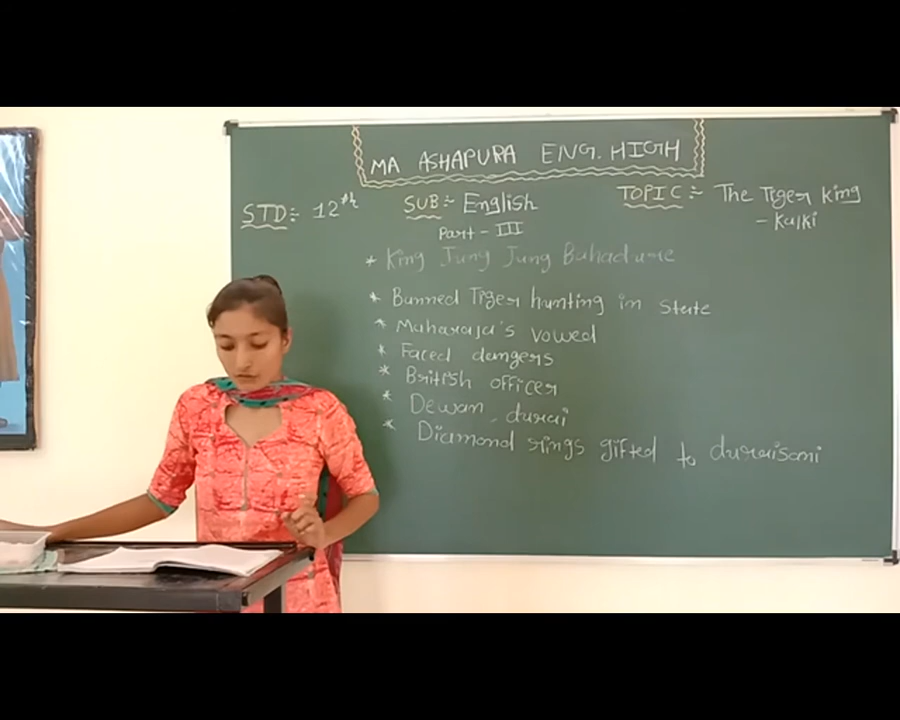 MA ASHAPURA ENG. HIGH
STD:- 12th SUB:- English TOPIC:- The Tiger King
- Kalki
Part - III
* King Jung Jung Bahadure
* Banned Tiger hunting in state
* Maharaja's vowed
* Faced dangers
* British officer
* Dewan, durai
* Diamond rings gifted to duraisani